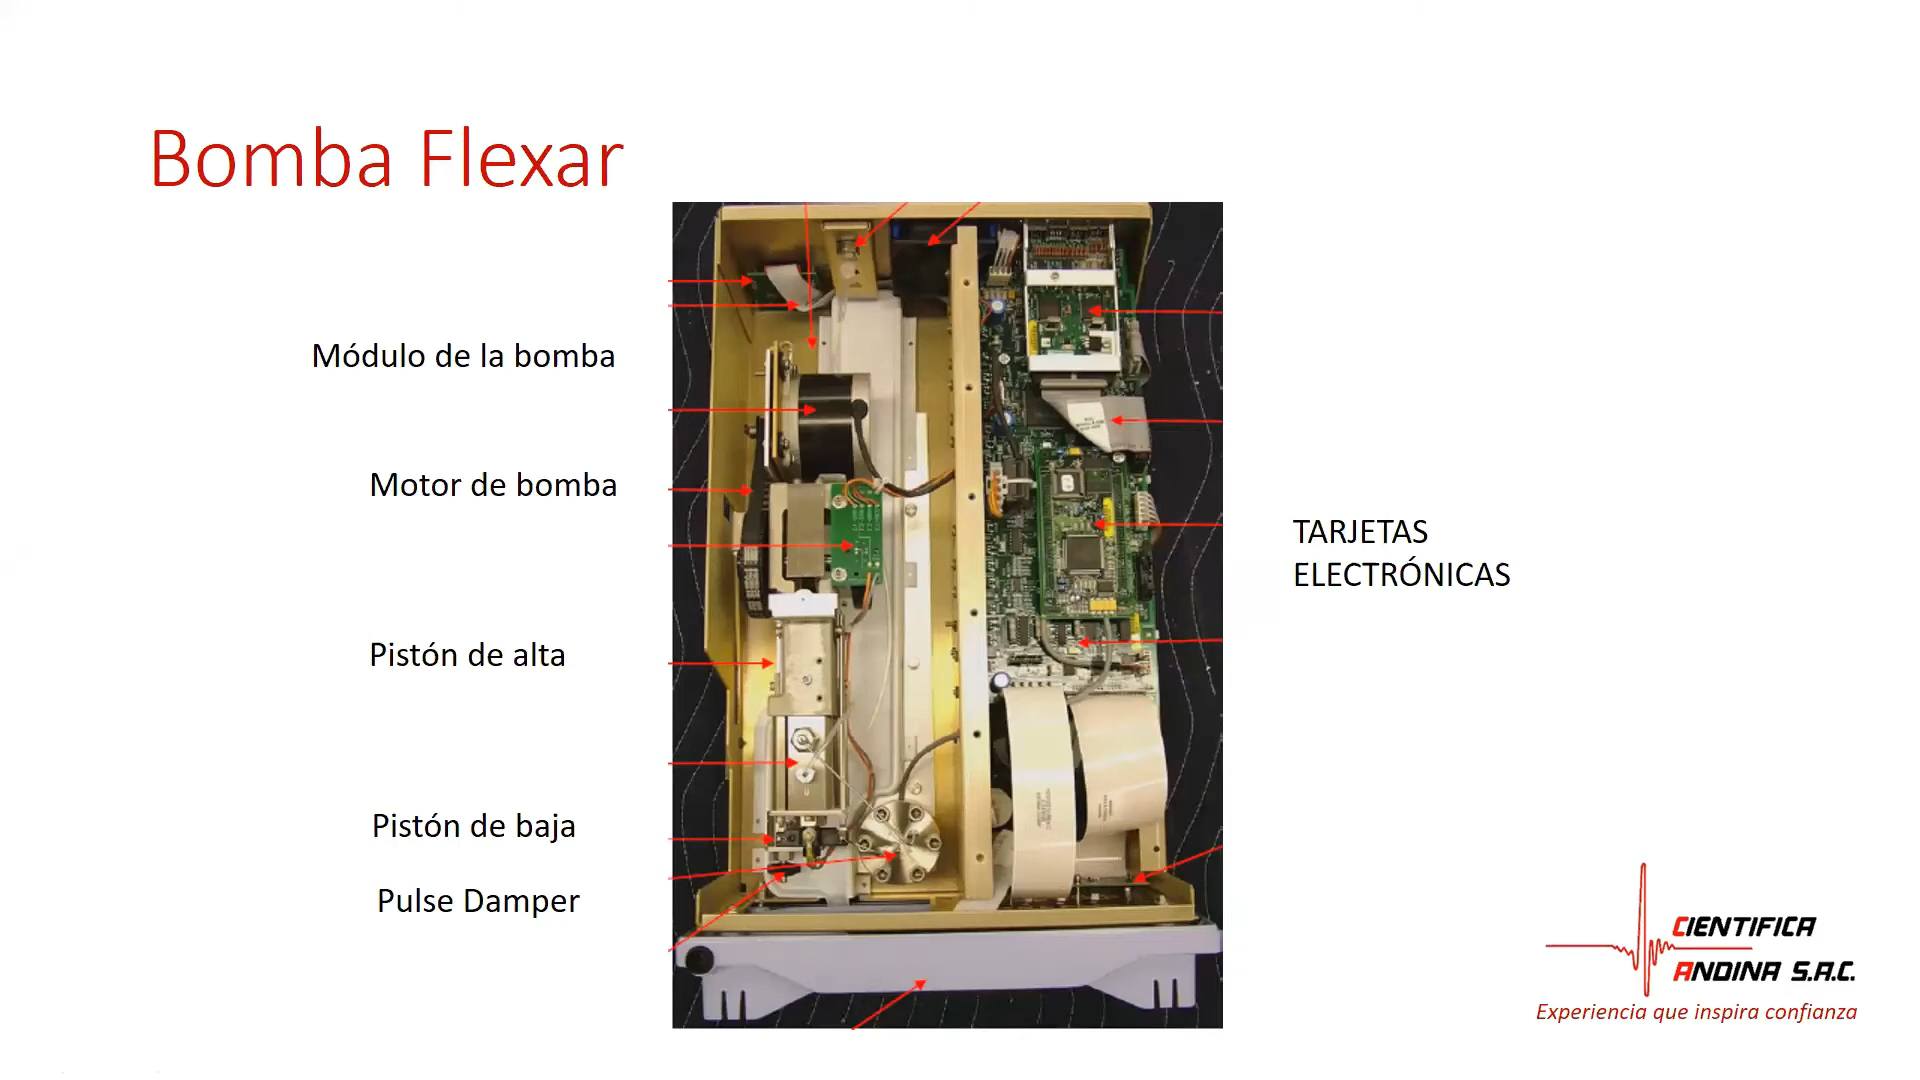 Bomba Flexar
Módulo de la bomba
Motor de bomba
Pistón de alta
Pistón de baja
Pulse Damper
TARJETAS
ELECTRÓNICAS
CIENTIFICA
ANDINA S.A.C.
Experiencia que inspira confianza